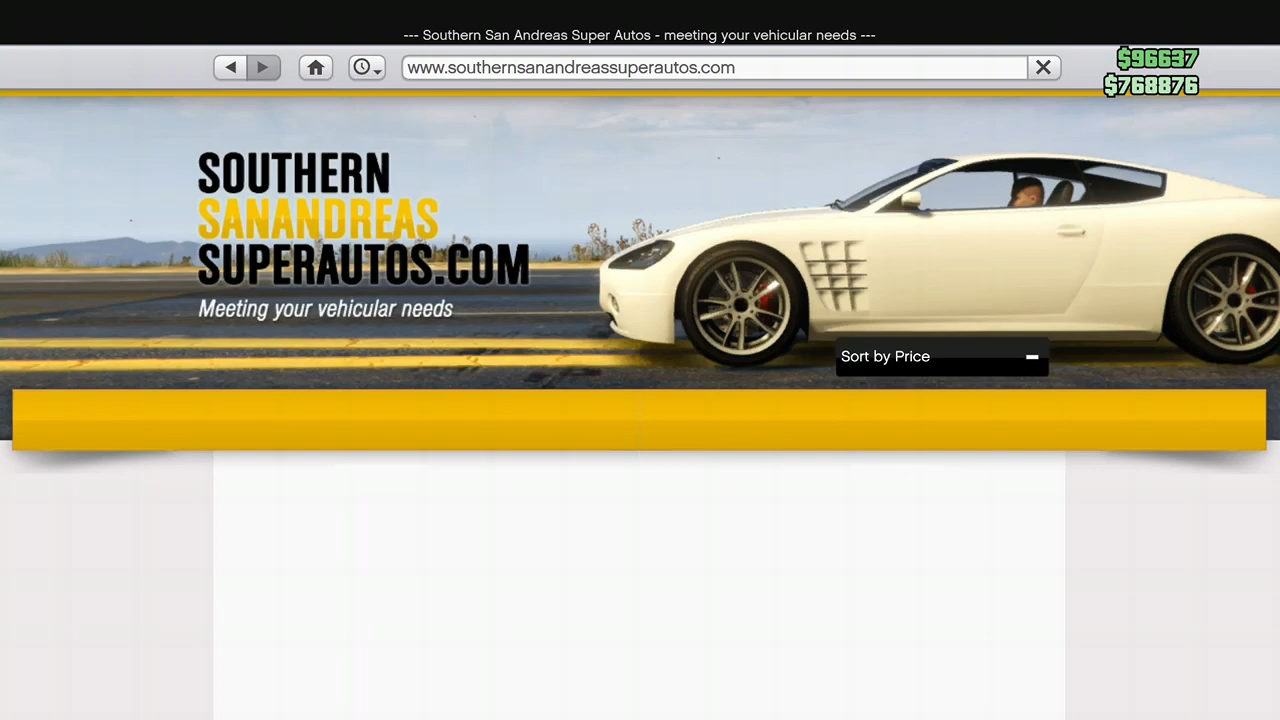 --- Southern San Andreas Super Autos - meeting your vehicular needs ---
www.southernsanandreassuperautos.com
$96637
$768876
SOUTHERN
SANANDREAS
SUPERAUTOS.COM
Meeting your vehicular needs
Sort by Price